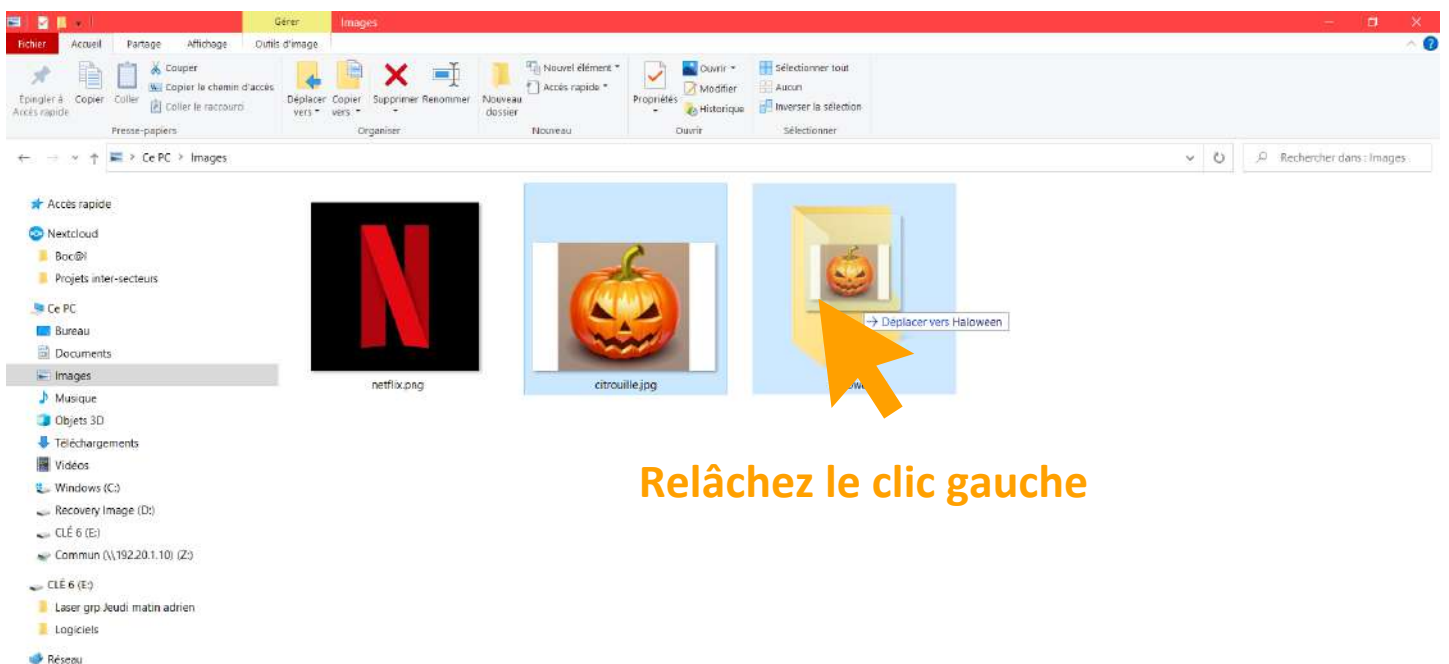 Gérer Images
Fichier Accueil Partage Affichage Outils d'image
Épingler à Accès rapide
Copier
Coller
Couper
Copier le chemin d'accès
Coller le raccourci
Presse-papiers
Déplacer vers
Copier vers
Supprimer
Renommer
Organiser
Nouveau dossier
Nouvel élément
Accès rapide
Nouveau
Propriétés
Ouvrir
Modifier
Historique
Ouvrir
Sélectionner tout
Aucun
Inverser la sélection
Sélectionner
Ce PC > Images
Rechercher dans : Images
Accès rapide
Nextcloud
Boc@l
Projets inter-secteurs
Ce PC
Bureau
Documents
Images
Musique
Objets 3D
Téléchargements
Vidéos
Windows (C:)
Recovery Image (D:)
CLÉ 6 (E:)
Commun (\\192.20.1.10) (Z:)
CLÉ 6 (E:)
Laser grp Jeudi matin adrien
Logiciels
Réseau
N
netflix.png
citrouille.jpg
→ Déplacer vers Haloween
Relâchez le clic gauche